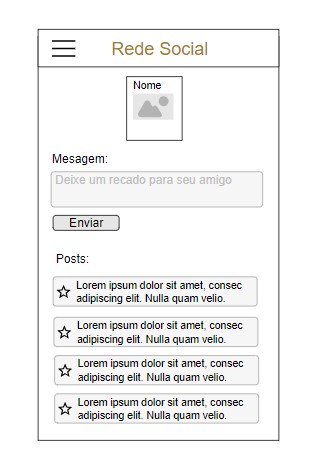 Rede Social
Nome
Mesagem:
Deixe um recado para seu amigo
Enviar
Posts:
Lorem ipsum dolor sit amet, consec
adipiscing elit. Nulla quam velio.
Lorem ipsum dolor sit amet, consec
adipiscing elit. Nulla quam velio.
Lorem ipsum dolor sit amet, consec
adipiscing elit. Nulla quam velio.
Lorem ipsum dolor sit amet, consec
adipiscing elit. Nulla quam velio.